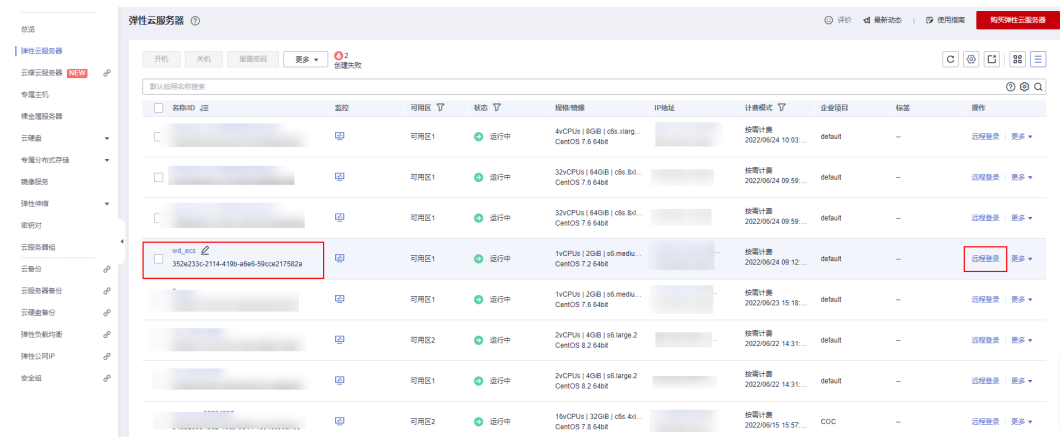 弹性云服务器
评价 最新动态 使用指南 购买弹性云服务器
总览
弹性云服务器
云耀云服务器 NEW
专属主机
裸金属服务器
云硬盘
专属分布式存储
镜像服务
弹性伸缩
密钥对
云服务器组
云备份
云服务器备份
云硬盘备份
弹性负载均衡
弹性公网IP
安全组
开机 关机 重置密码 更多 2
创建失败
默认按照名称搜索
名称/ID 监控 可用区 状态 规格/镜像 IP地址 计费模式 企业项目 标签 操作
可用区1 运行中 4vCPUs | 8GiB | c6s.xlarg... 按需计费 default -- 远程登录 更多
CentOS 7.6 64bit 2022/06/24 10:03:...
可用区1 运行中 32vCPUs | 64GiB | c6s.8xl... 按需计费 default -- 远程登录 更多
CentOS 7.6 64bit 2022/06/24 09:59:...
可用区1 运行中 32vCPUs | 64GiB | c6s.8xl... 按需计费 default -- 远程登录 更多
CentOS 7.6 64bit 2022/06/24 09:59:...
wd_ecs 可用区1 运行中 1vCPUs | 2GiB | s6.mediu... 按需计费 default -- 远程登录 更多
352e233c-2114-419b-a6e6-59cce217582a CentOS 7.2 64bit 2022/06/24 09:12:...
可用区1 运行中 1vCPUs | 2GiB | s6.mediu... 按需计费 default -- 远程登录 更多
CentOS 7.6 64bit 2022/06/23 15:18:...
可用区1 运行中 2vCPUs | 4GiB | s6.large.2 按需计费 default -- 远程登录 更多
CentOS 8.2 64bit 2022/06/22 14:31:...
可用区1 运行中 2vCPUs | 4GiB | s6.large.2 按需计费 default -- 远程登录 更多
CentOS 8.2 64bit 2022/06/22 14:31:...
可用区2 运行中 16vCPUs | 32GiB | c6s.4xl... 按需计费 COC -- 远程登录 更多
CentOS 7.8 64bit 2022/06/15 15:57:...